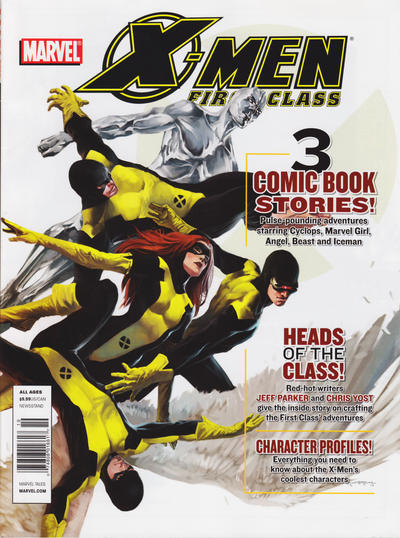 MARVEL
X-MEN
FIRST CLASS
3
COMIC BOOK
STORIES!
Pulse-pounding adventures
starring Cyclops, Marvel Girl,
Angel, Beast and Iceman
HEADS
OF THE
CLASS!
Red-hot writers
JEFF PARKER and CHRIS YOST
give the inside story on crafting
the First Class adventures
CHARACTER PROFILES!
Everything you need to
know about the X-Men's
coolest characters
ALL AGES
$5.99US/CAN
NEWSSTAND
MARVEL TALES
MARVEL.COM